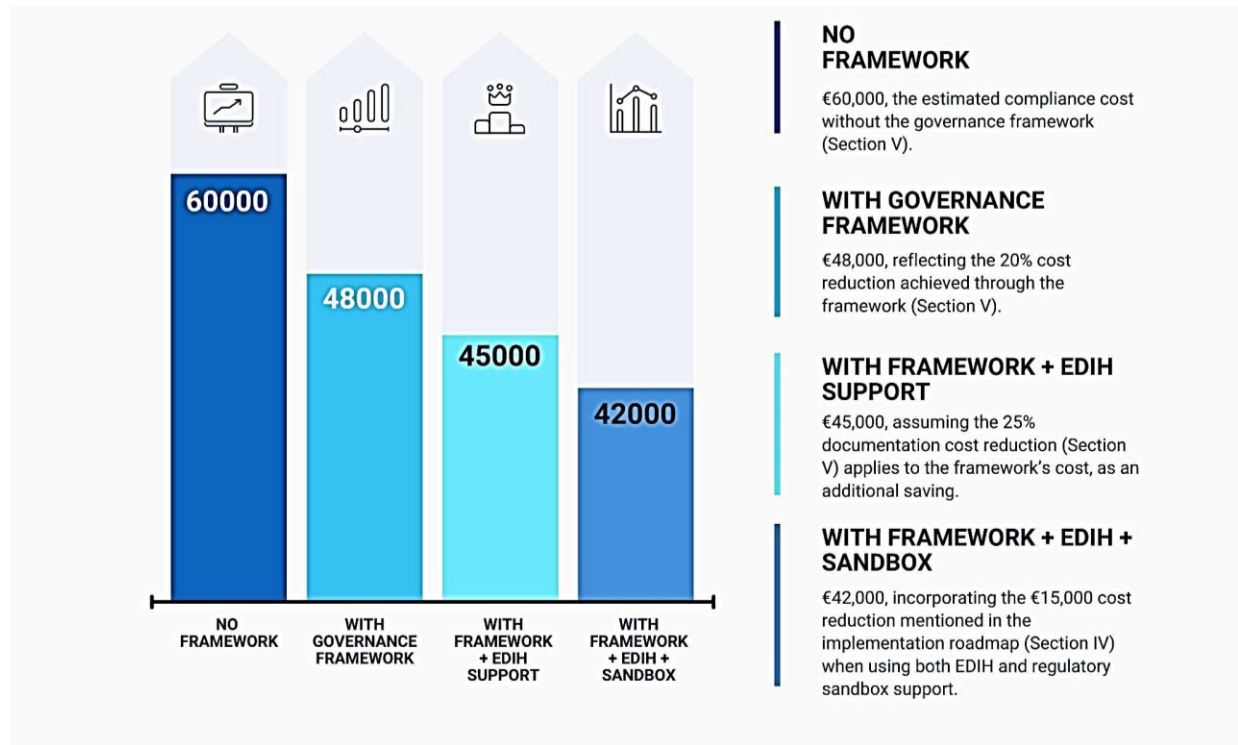 60000
48000
45000
42000
NO
FRAMEWORK
WITH
GOVERNANCE
FRAMEWORK
WITH
FRAMEWORK
+ EDIH
SUPPORT
WITH
FRAMEWORK
+ EDIH +
SANDBOX
NO
FRAMEWORK
€60,000, the estimated compliance cost
without the governance framework
(Section V).
WITH GOVERNANCE
FRAMEWORK
€48,000, reflecting the 20% cost
reduction achieved through the
framework (Section V).
WITH FRAMEWORK + EDIH
SUPPORT
€45,000, assuming the 25%
documentation cost reduction (Section
V) applies to the framework’s cost, as an
additional saving.
WITH FRAMEWORK + EDIH +
SANDBOX
€42,000, incorporating the €15,000 cost
reduction mentioned in the
implementation roadmap (Section IV)
when using both EDIH and regulatory
sandbox support.